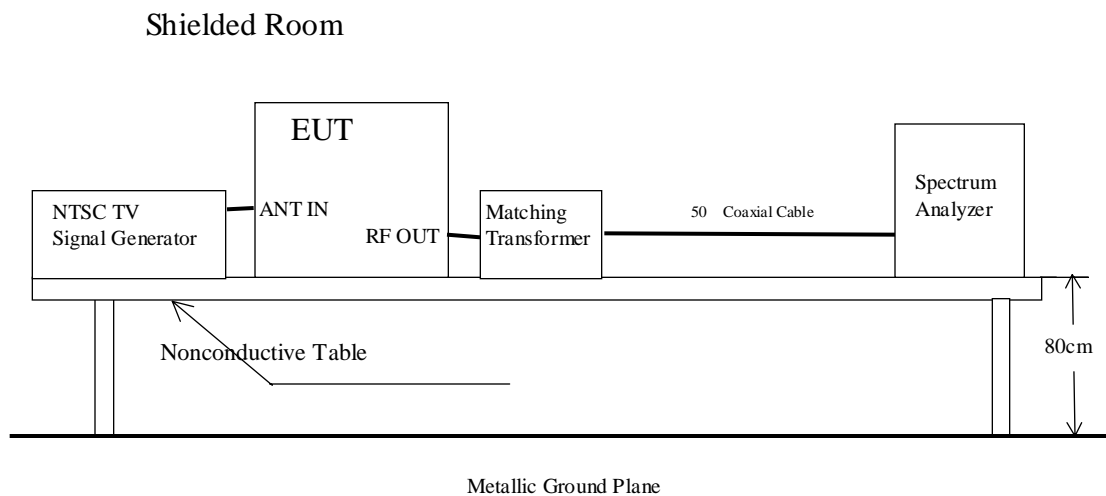 Shielded Room
EUT
NTSC TV
Signal Generator
ANT IN
RF OUT
Matching
Transformer
50 Coaxial Cable
Spectrum
Analyzer
Nonconductive Table
80cm
Metallic Ground Plane